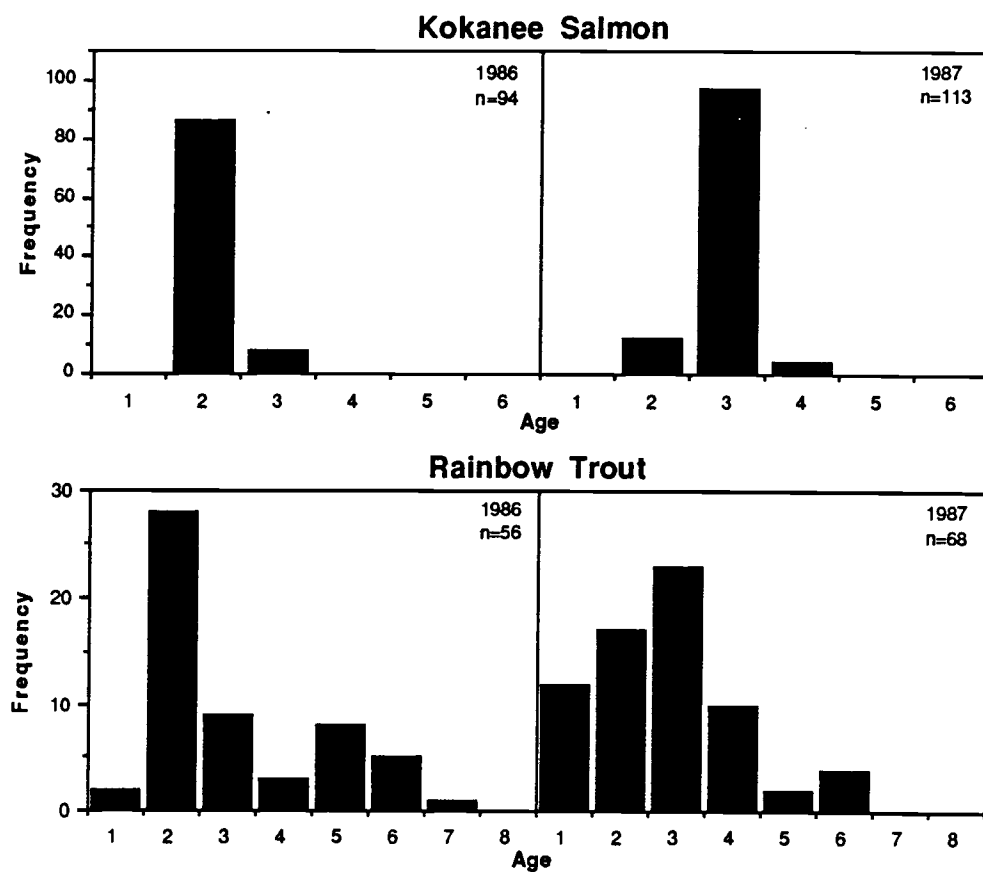 Kokanee Salmon
1986
n=94
1987
n=113
100
80
60
40
20
0
Frequency
1 2 3 4 5 6 1 2 3 4 5 6
Age
Rainbow Trout
1986
n=56
1987
n=68
30
20
10
0
Frequency
1 2 3 4 5 6 7 8 1 2 3 4 5 6 7 8
Age